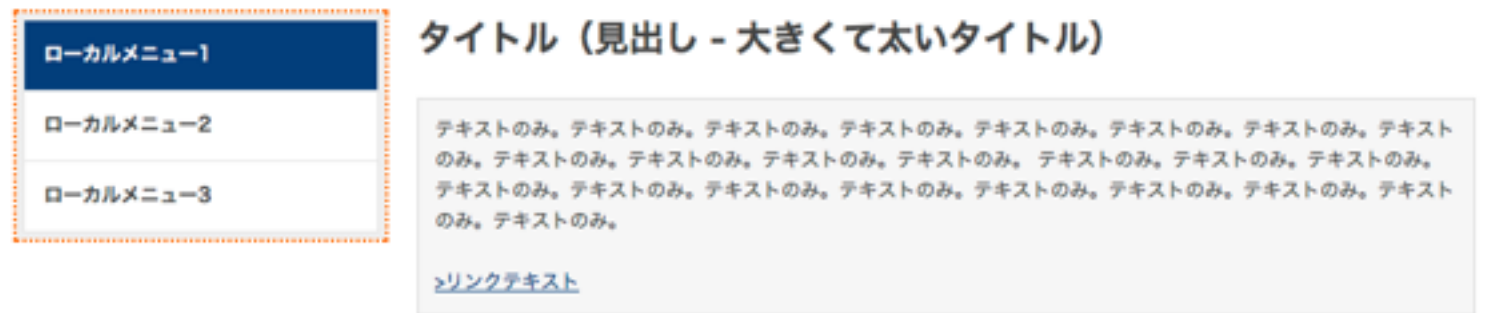 ローカルメニュー1
ローカルメニュー2
ローカルメニュー3
タイトル（見出し - 大きくて太いタイトル）
テキストのみ。テキストのみ。テキストのみ。テキストのみ。テキストのみ。テキストのみ。テキストのみ。テキスト
のみ。テキストのみ。テキストのみ。テキストのみ。テキストのみ。 テキストのみ。テキストのみ。テキストのみ。
テキストのみ。テキストのみ。テキストのみ。テキストのみ。テキストのみ。テキストのみ。テキストのみ。テキスト
のみ。テキストのみ。
>リンクテキスト